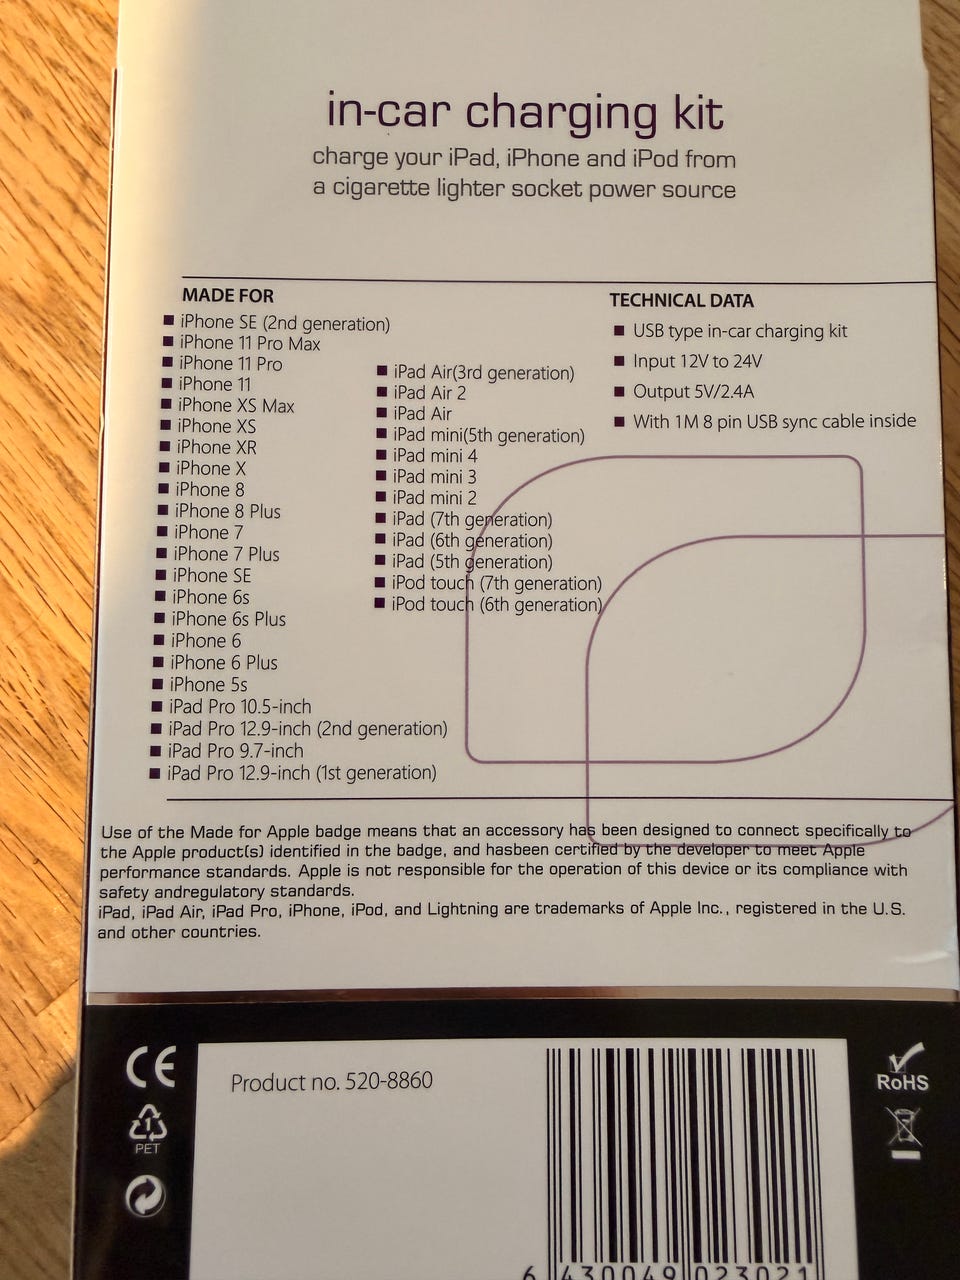 in-car charging kit
charge your iPad, iPhone and iPod from
a cigarette lighter socket power source
MADE FOR
iPhone SE (2nd generation)
iPhone 11 Pro Max
iPhone 11 Pro
iPhone 11
iPhone XS Max
iPhone XS
iPhone XR
iPhone X
iPhone 8
iPhone 8 Plus
iPhone 7
iPhone 7 Plus
iPhone SE
iPhone 6s
iPhone 6s Plus
iPhone 6
iPhone 6 Plus
iPhone 5s
iPad Pro 10.5-inch
iPad Pro 12.9-inch (2nd generation)
iPad Pro 9.7-inch
iPad Pro 12.9-inch (1st generation)
iPad Air(3rd generation)
iPad Air 2
iPad Air
iPad mini(5th generation)
iPad mini 4
iPad mini 3
iPad mini 2
iPad (7th generation)
iPad (6th generation)
iPad (5th generation)
iPod touch (7th generation)
iPod touch (6th generation)
TECHNICAL DATA
USB type in-car charging kit
Input 12V to 24V
Output 5V/2.4A
With 1M 8 pin USB sync cable inside
Use of the Made for Apple badge means that an accessory has been designed to connect specifically to
the Apple product(s) identified in the badge, and hasbeen certified by the developer to meet Apple
performance standards. Apple is not responsible for the operation of this device or its compliance with
safety andregulatory standards.
iPad, iPad Air, iPad Pro, iPhone, iPod, and Lightning are trademarks of Apple Inc., registered in the U.S.
and other countries.
CE
1
PET
Product no. 520-8860
RoHS
6 430049 023021